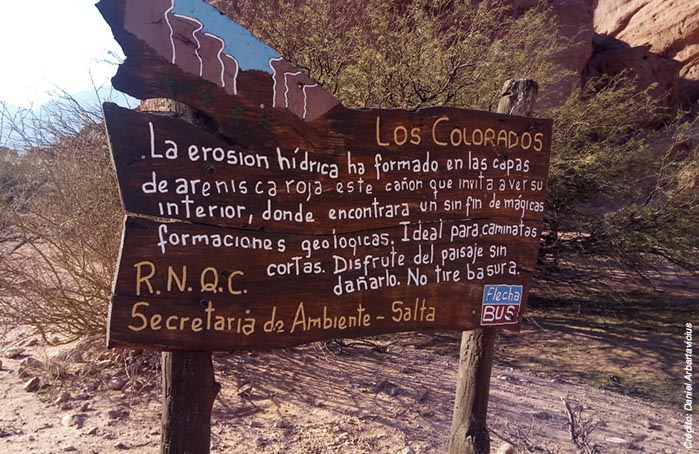 Los Colorados
La erosion hídrica ha formado en las capas
de arenisca roja este cañon que invita a ver su
interior, donde encontrara un sin fin de mágicas
formaciones geologicas. Ideal para caminatas
cortas. Disfrute del paisaje sin
dañarlo. No tire basura.
R.N.Q.C.
Secretaria de Ambiente - Salta
Flecha
BUS
Crédito: Daniel Arbarravicius